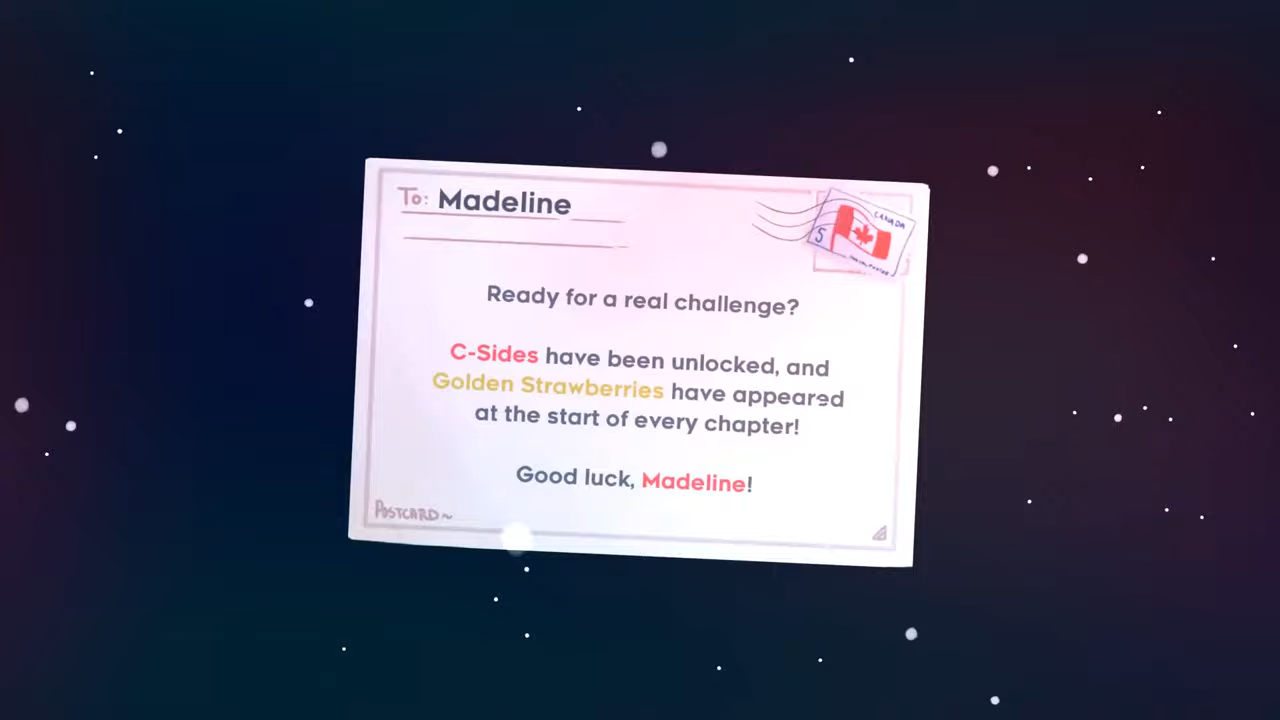 To: Madeline
CANADA
5
Ready for a real challenge?
C-Sides have been unlocked, and
Golden Strawberries have appeared
at the start of every chapter!
Good luck, Madeline!
POSTCARD~